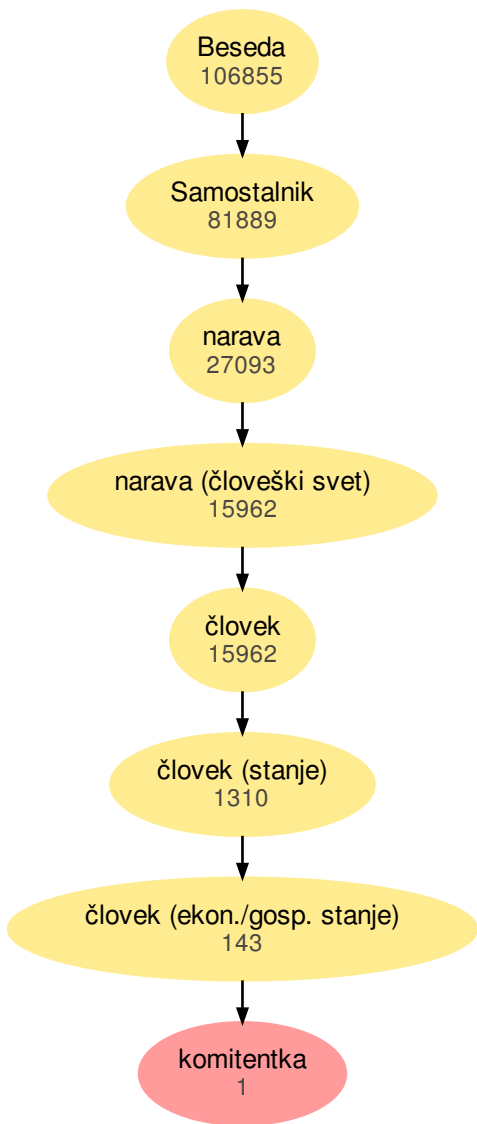 Beseda
106855
Samostalnik
81889
narava
27093
narava (človeški svet)
15962
človek
15962
človek (stanje)
1310
človek (ekon./gosp. stanje)
143
komitentka
1